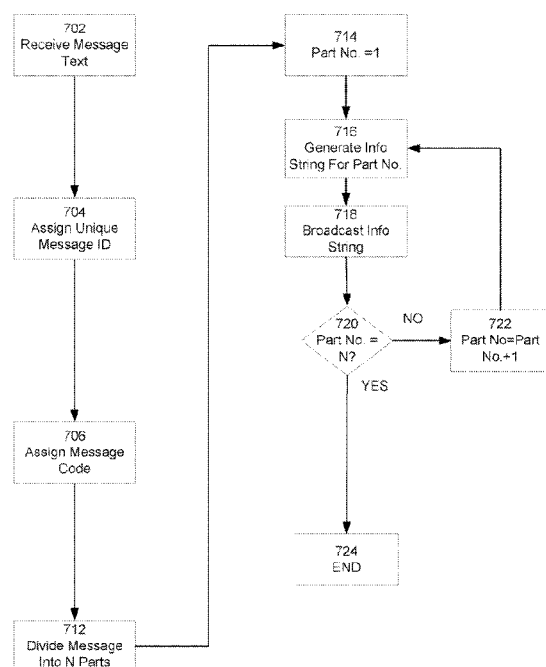 702
Receive Message
Text
704
Assign Unique
Message ID
706
Assign Message
Code
712
Divide Message
Into N Parts
714
Part No. =1
716
Generate Info
String For Part No.
718
Broadcast Info
String
720
Part No. =
N?
NO
YES
722
Part No=Part
No.+1
724
END